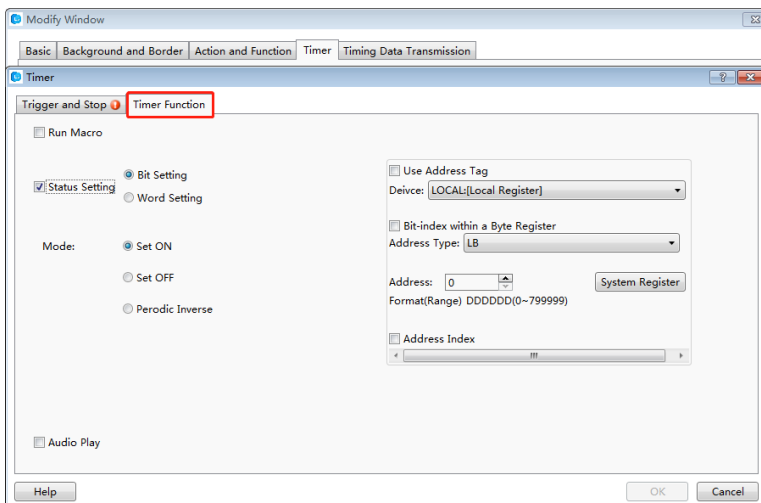 Modify Window
Basic Background and Border Action and Function Timer Timing Data Transmission
Timer
Trigger and Stop Timer Function
Run Macro
Status Setting
Bit Setting
Word Setting
Mode:
Set ON
Set OFF
Perodic Inverse
Use Address Tag
Deivce: LOCAL:[Local Register]
Bit-index within a Byte Register
Address Type: LB
Address: 0 System Register
Format(Range) DDDDDD(0~799999)
Address Index
Audio Play
Help OK Cancel